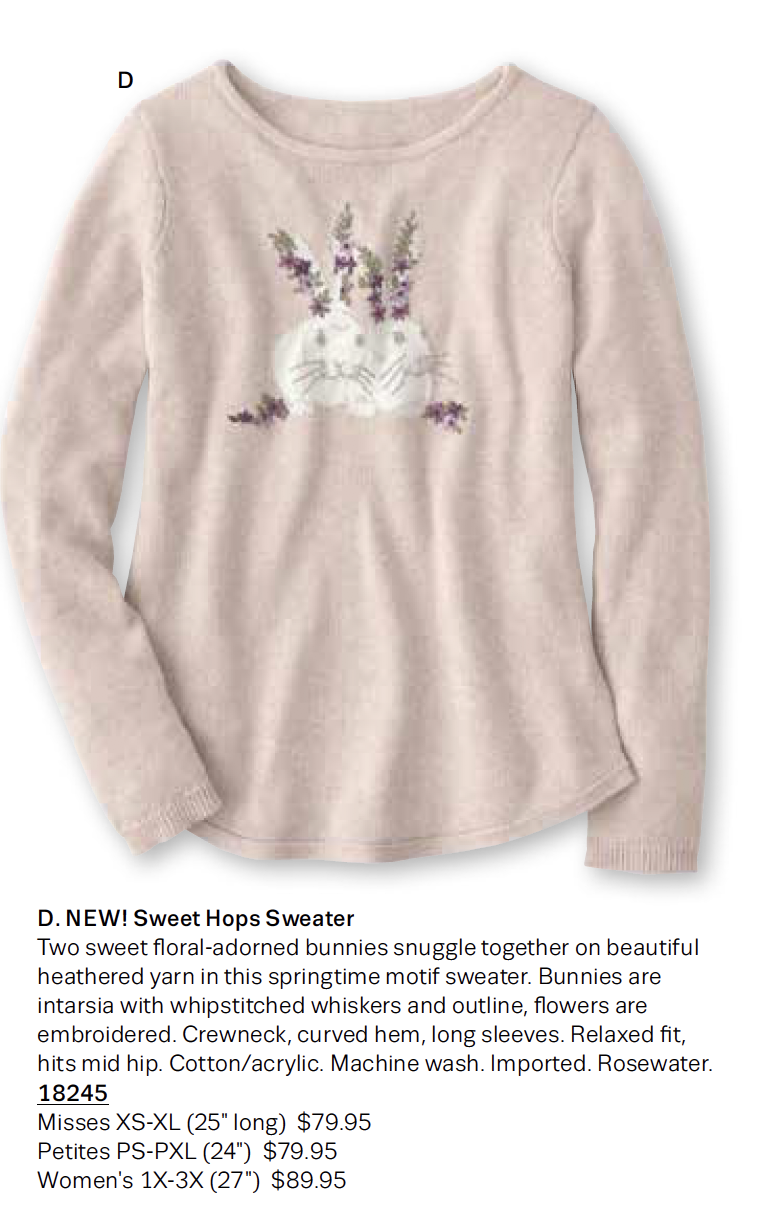 D
D. NEW! Sweet Hops Sweater
Two sweet floral-adorned bunnies snuggle together on beautiful
heathered yarn in this springtime motif sweater. Bunnies are
intarsia with whipstitched whiskers and outline, flowers are
embroidered. Crewneck, curved hem, long sleeves. Relaxed fit,
hits mid hip. Cotton/acrylic. Machine wash. Imported. Rosewater.
18245
Misses XS-XL (25" long) $79.95
Petites PS-PXL (24") $79.95
Women's 1X-3X (27") $89.95